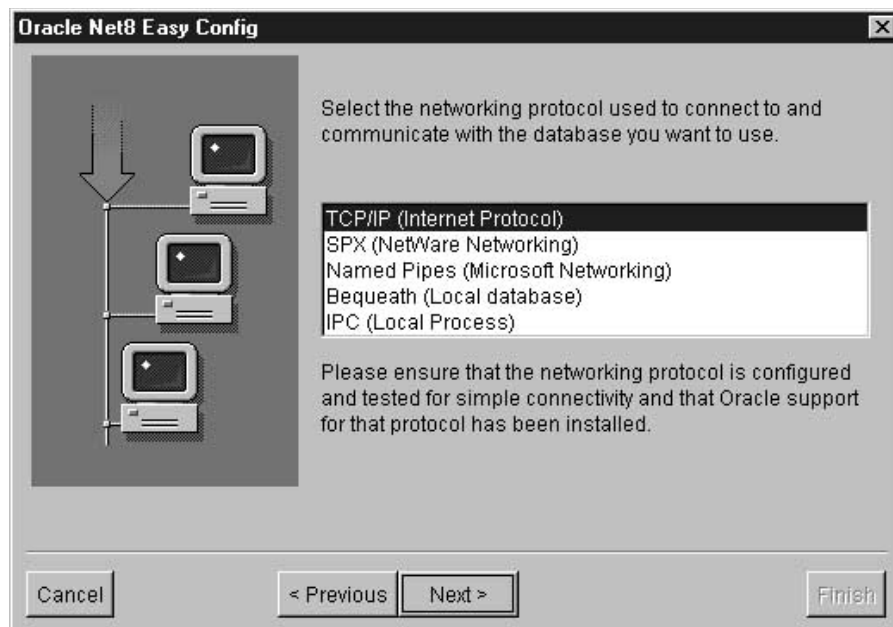 Oracle Net8 Easy Config
Select the networking protocol used to connect to and
communicate with the database you want to use.
TCP/IP (Internet Protocol)
SPX (NetWare Networking)
Named Pipes (Microsoft Networking)
Bequeath (Local database)
IPC (Local Process)
Please ensure that the networking protocol is configured
and tested for simple connectivity and that Oracle support
for that protocol has been installed.
Cancel
< Previous
Next >
Finish